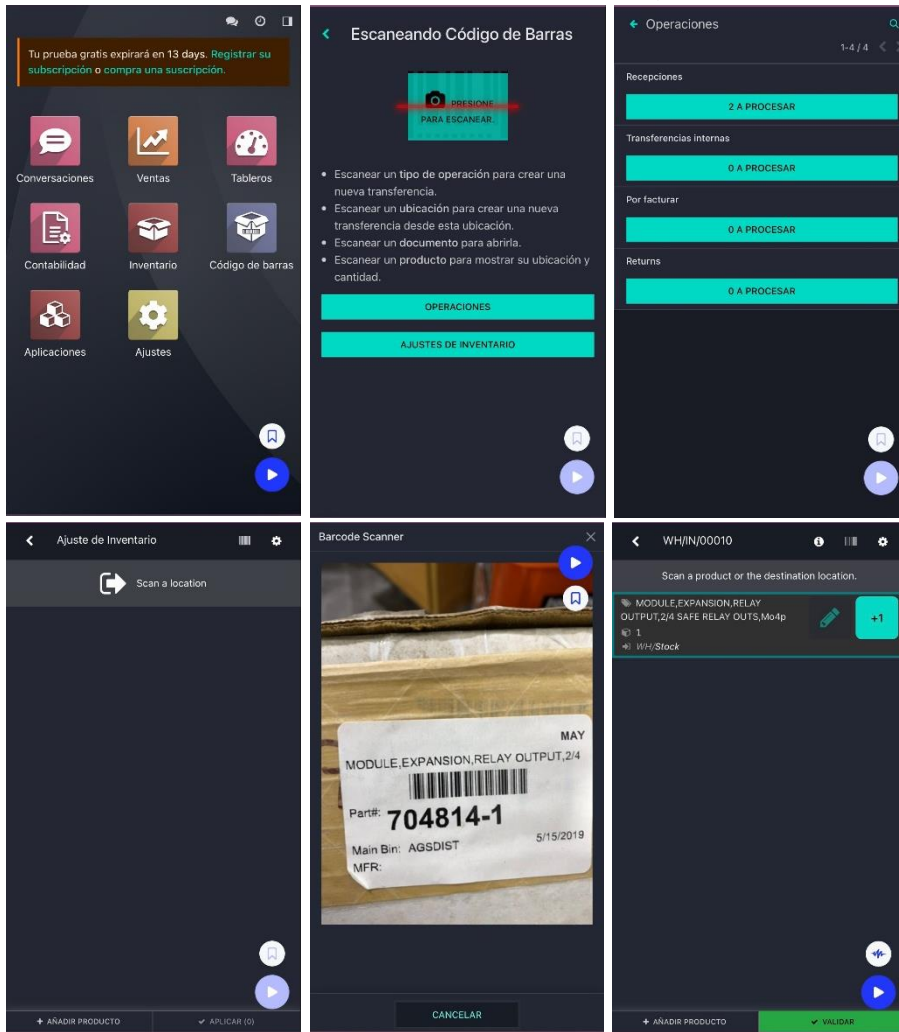 Tu prueba gratis expirará en 13 days. Registrar su
subscripción o compra una suscripción.
Conversaciones
Ventas
Tableros
Contabilidad
Inventario
Código de barras
Aplicaciones
Ajustes
Escaneando Código de Barras
PRESIONE
PARA ESCANEAR.
• Escanear un tipo de operación para crear una
nueva transferencia.
• Escanear un ubicación para crear una nueva
transferencia desde esta ubicación.
• Escanear un documento para abrirla.
• Escanear un producto para mostrar su ubicación y
cantidad.
OPERACIONES
AJUSTES DE INVENTARIO
Operaciones
1-4 / 4
Recepciones
2 A PROCESAR
Transferencias internas
0 A PROCESAR
Por facturar
0 A PROCESAR
Returns
0 A PROCESAR
Ajuste de Inventario
Scan a location
+ AÑADIR PRODUCTO
✓ APLICAR (0)
Barcode Scanner
MAY
MODULE,EXPANSION,RELAY OUTPUT,2/4
Part#: 704814-1
5/15/2019
Main Bin: AGSDIST
MFR:
CANCELAR
WH/IN/00010
Scan a product or the destination location.
MODULE,EXPANSION,RELAY
OUTPUT,2/4 SAFE RELAY OUTS,Mo4p
1
WH/Stock
+1
+ AÑADIR PRODUCTO
✓ VALIDAR